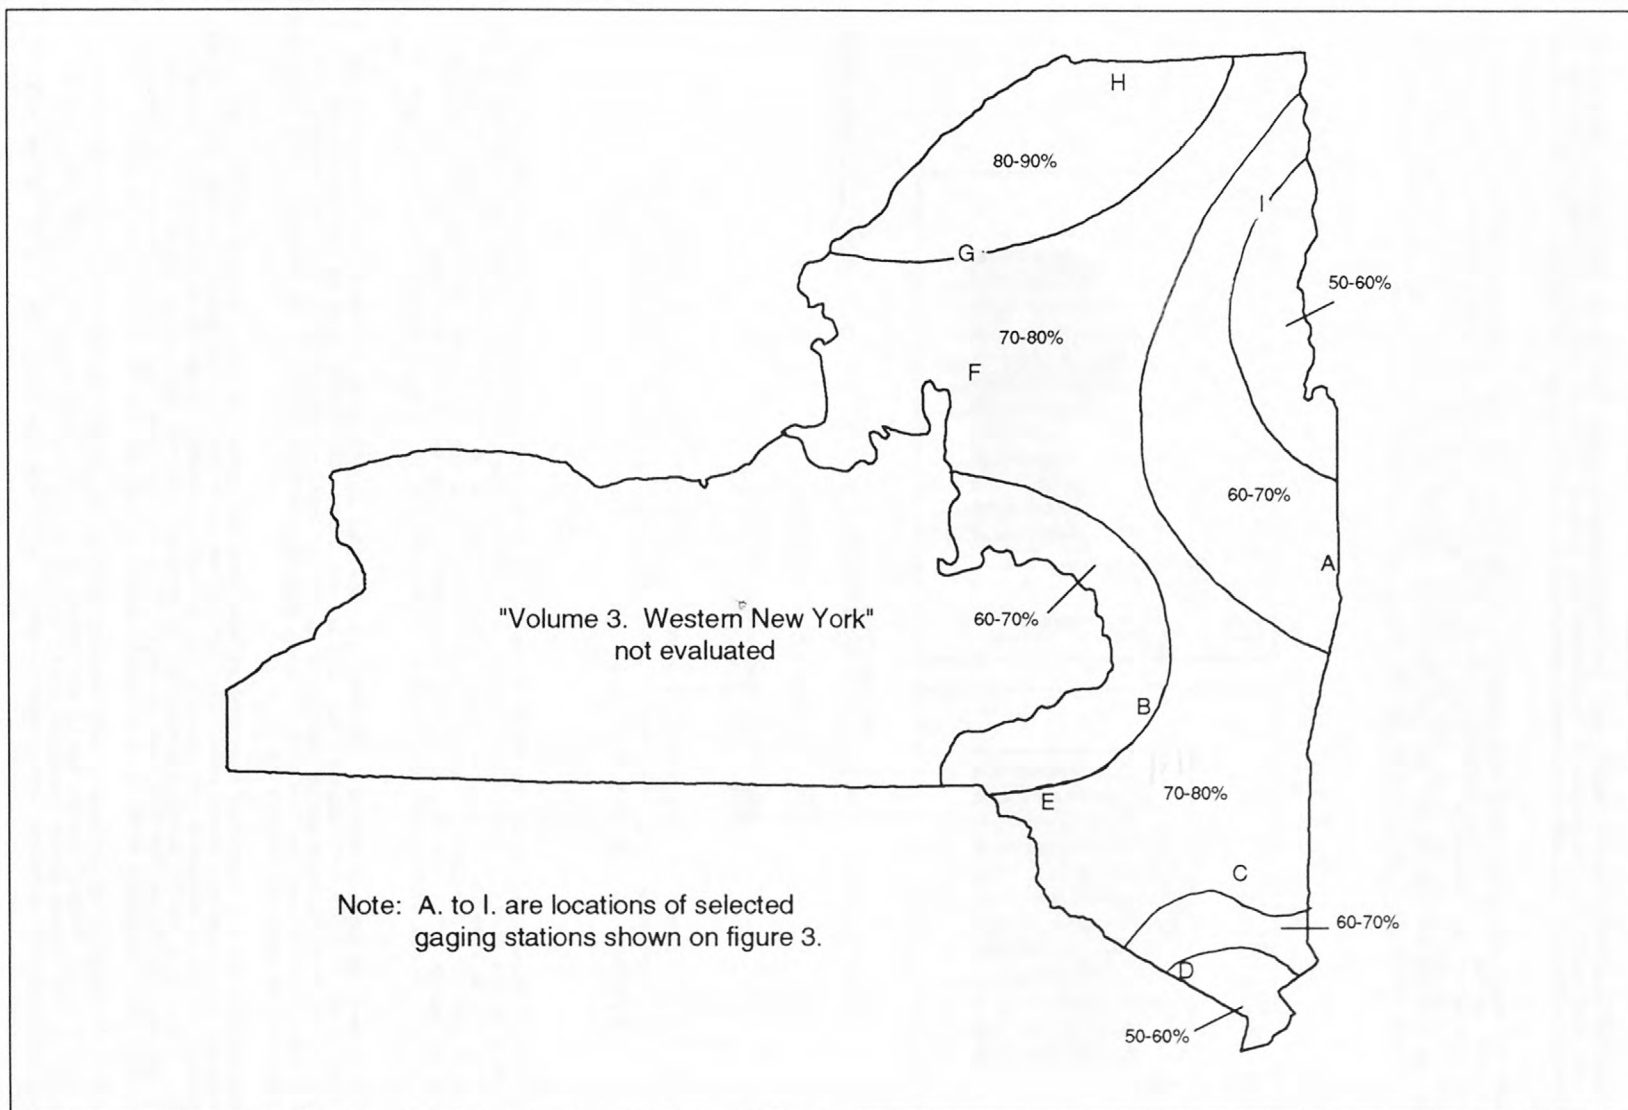 H
80-90%
I
G
50-60%
70-80%
F
60-70%
A
"Volume 3. Western New York"
not evaluated
60-70%
B
70-80%
E
C
Note: A. to I. are locations of selected
gaging stations shown on figure 3.
60-70%
D
50-60%